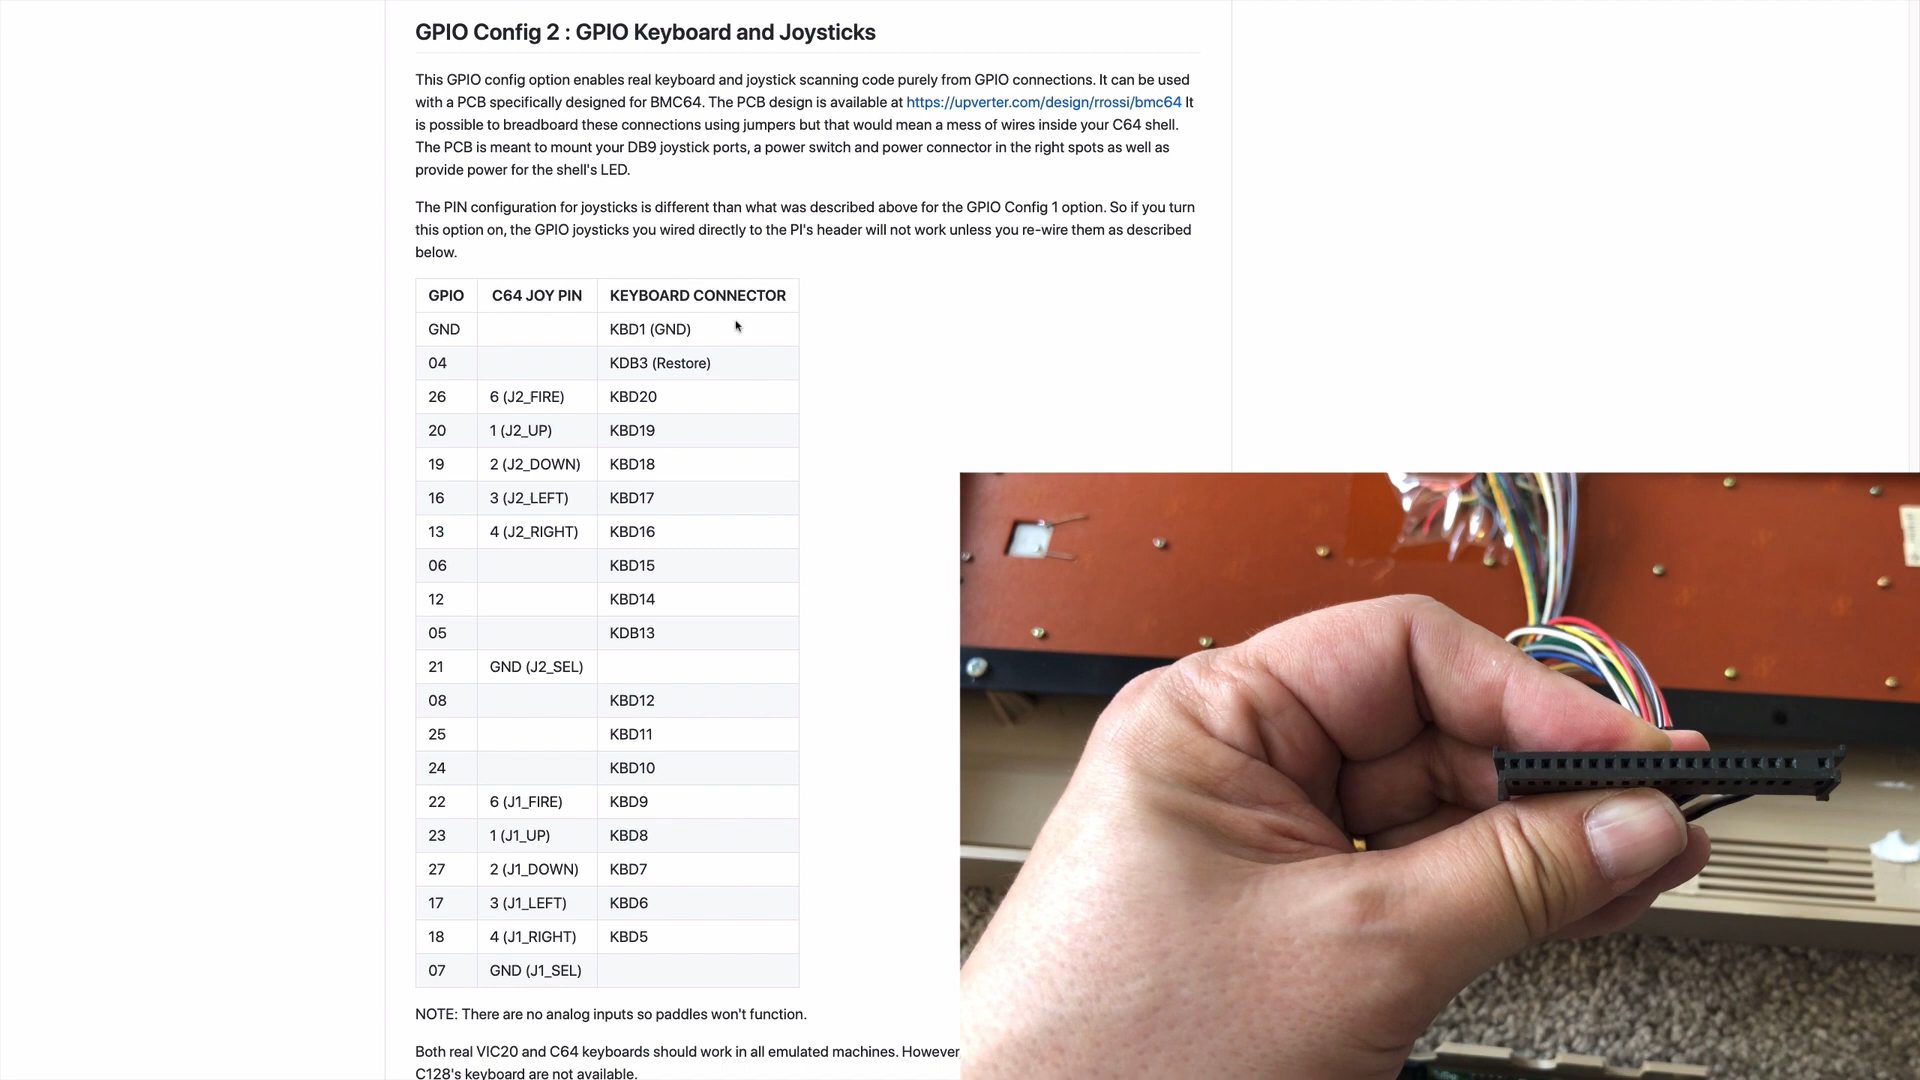 GPIO Config 2 : GPIO Keyboard and Joysticks
This GPIO config option enables real keyboard and joystick scanning code purely from GPIO connections. It can be used
with a PCB specifically designed for BMC64. The PCB design is available at https://upverter.com/design/rrossi/bmc64 It
is possible to breadboard these connections using jumpers but that would mean a mess of wires inside your C64 shell.
The PCB is meant to mount your DB9 joystick ports, a power switch and power connector in the right spots as well as
provide power for the shell's LED.
The PIN configuration for joysticks is different than what was described above for the GPIO Config 1 option. So if you turn
this option on, the GPIO joysticks you wired directly to the PI's header will not work unless you re-wire them as described
below.
GPIO C64 JOY PIN KEYBOARD CONNECTOR
GND KBD1 (GND)
04 KDB3 (Restore)
26 6 (J2_FIRE) KBD20
20 1 (J2_UP) KBD19
19 2 (J2_DOWN) KBD18
16 3 (J2_LEFT) KBD17
13 4 (J2_RIGHT) KBD16
06 KBD15
12 KBD14
05 KDB13
21 GND (J2_SEL)
08 KBD12
25 KBD11
24 KBD10
22 6 (J1_FIRE) KBD9
23 1 (J1_UP) KBD8
27 2 (J1_DOWN) KBD7
17 3 (J1_LEFT) KBD6
18 4 (J1_RIGHT) KBD5
07 GND (J1_SEL)
NOTE: There are no analog inputs so paddles won't function.
Both real VIC20 and C64 keyboards should work in all emulated machines. However
C128's keyboard are not available.